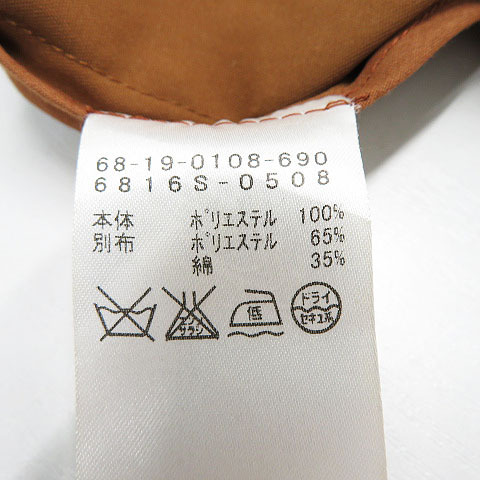 68-19-0108-690
6816S-0508
本体 ポリエステル 100%
別布 ポリエステル 65%
綿 35%
エンソ サラシ
低
ドライ
セキユ系